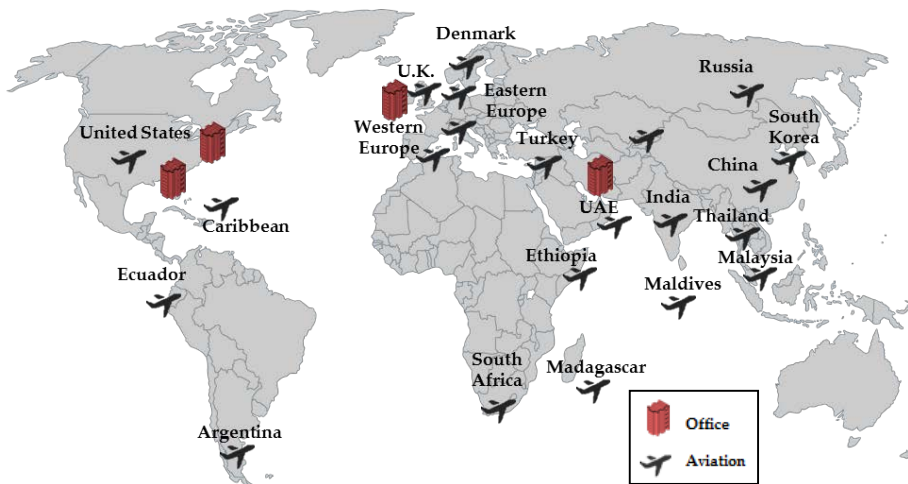 Denmark
U.K.
Russia
Eastern
Europe
Western
Europe
United States
South
Korea
Turkey
China
UAE
India
Thailand
Caribbean
Ethiopia
Malaysia
Ecuador
Maldives
South
Africa
Madagascar
Argentina
Office
Aviation